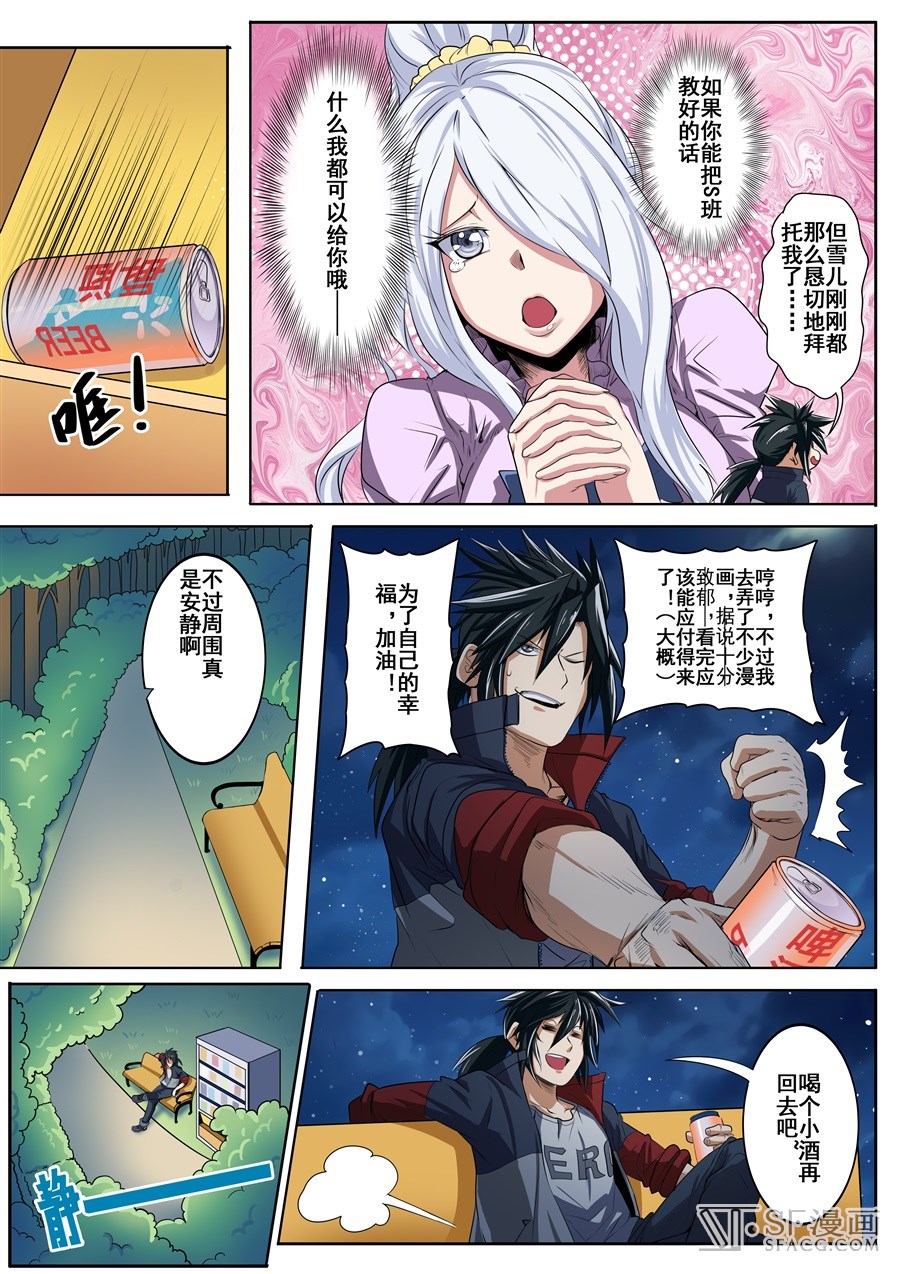 但雪儿刚刚都
那么恳切地拜
托我了……
如果你能把S班
教好的话
什么我都可以给你哦——
BEER
哐！
哼哼，不过我
去弄了不少漫
画，据说十分
致郁——，看完应
该能应付得来
了！（大概）
为了自己的幸
福，加油！
啤
不过周围真
是安静啊
喝个小酒再
回去吧~
ERI
静——
SF漫画
SFACG.COM